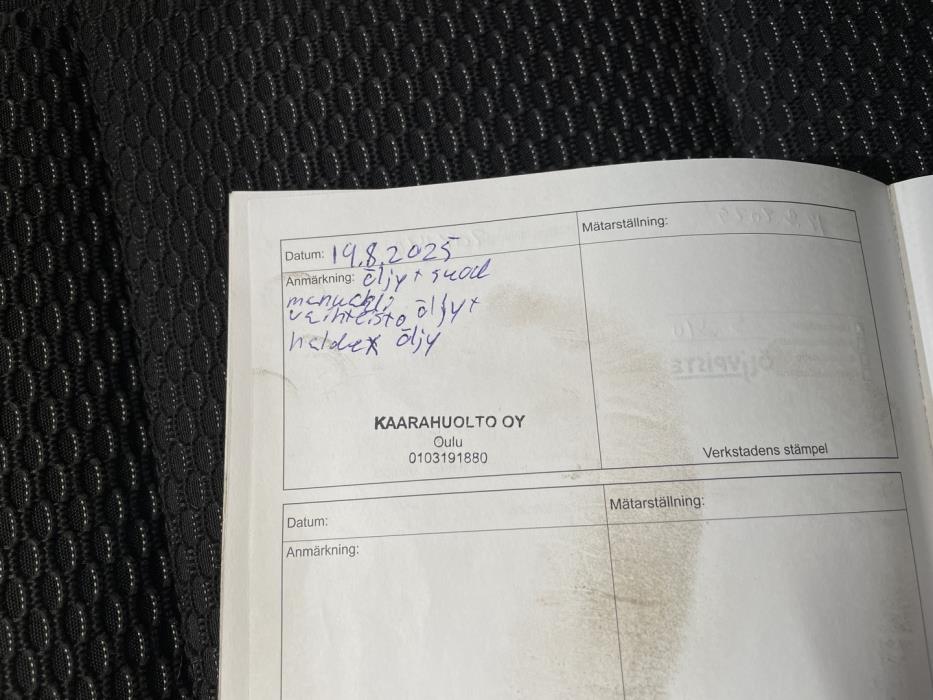 Datum: 19.8.2025
Mätarställning:
Anmärkning: öljy + suod
manuaali
vaihteisto öljyt
haldex öljy
KAARAHUOLTO OY
Oulu
0103191880
Verkstadens stämpel
Datum:
Mätarställning:
Anmärkning: